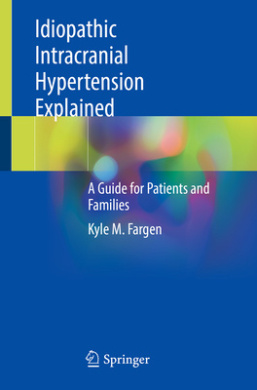 Idiopathic
Intracranial
Hypertension
Explained
A Guide for Patients and
Families
Kyle M. Fargen
Springer